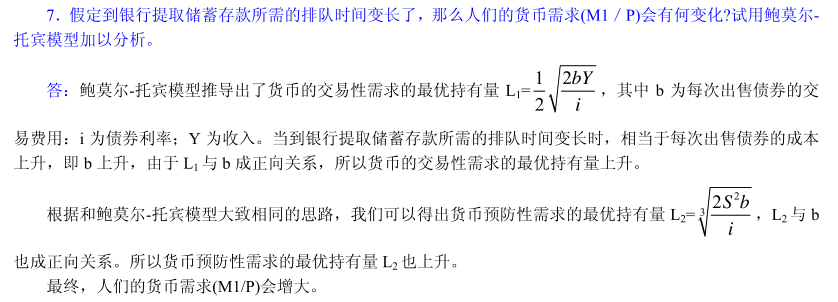 7．假定到银行提取储蓄存款所需的排队时间变长了，那么人们的货币需求(M1／P)会有何变化?试用鲍莫尔-
托宾模型加以分析。
答：鲍莫尔-托宾模型推导出了货币的交易性需求的最优持有量 L₁=$\frac{1}{2}\sqrt{\frac{2bY}{i}}$，其中 b 为每次出售债券的交
易费用：i 为债券利率；Y 为收入。当到银行提取储蓄存款所需的排队时间变长时，相当于每次出售债券的成本
上升，即 b 上升，由于 L₁ 与 b 成正向关系，所以货币的交易性需求的最优持有量上升。
根据和鲍莫尔-托宾模型大致相同的思路，我们可以得出货币预防性需求的最优持有量 L₂=$\sqrt[3]{\frac{2S^2b}{i}}$，L₂ 与 b
也成正向关系。所以货币预防性需求的最优持有量 L₂ 也上升。
最终，人们的货币需求(M1/P)会增大。